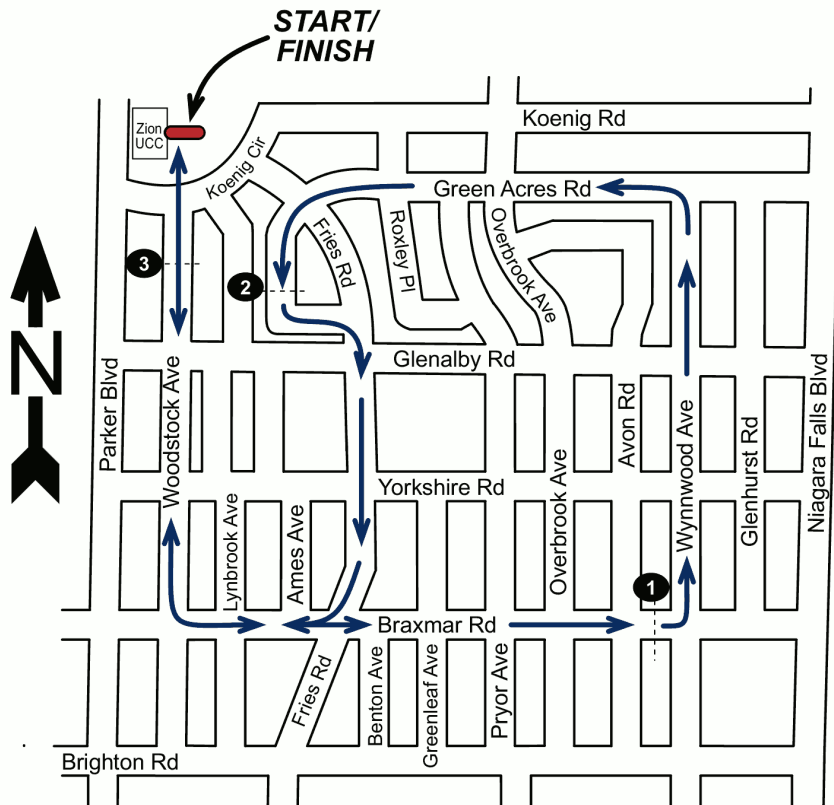 START/
FINISH
Koenig Rd
Zion
UCC
Koenig Cir
Green Acres Rd
Fries Rd
Roxley Pl
Overbrook Ave
3
2
N
Glenalby Rd
Parker Blvd
Woodstock Ave
Avon Rd
Wynnwood Ave
Glenhurst Rd
Niagara Falls Blvd
Yorkshire Rd
Lynbrook Ave
Ames Ave
Overbrook Ave
1
Braxmar Rd
Fries Rd
Benton Ave
Greenleaf Ave
Pryor Ave
Brighton Rd